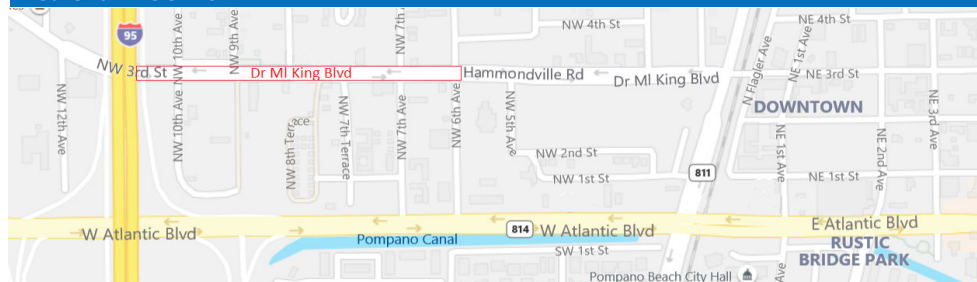 NW 4th St
NE 4th St
95
NW 10th Ave
NW 9th Ave
NW 7th A
N Flagler Ave
NE 1st Ave
NW 3rd St
Dr Ml King Blvd
Hammondville Rd
Dr Ml King Blvd
NE 3rd St
DOWNTOWN
NW 12th Ave
NW 10th Ave
NW 8th Terrace
NW 7th Terrace
NW 7th Ave
NW 6th Ave
NW 5th Ave
NE 1st Ave
NE 2nd Ave
NE 3rd Ave
NW 2nd St
NW 1st St
811
NE 1st St
W Atlantic Blvd
Pompano Canal
814
W Atlantic Blvd
E Atlantic Blvd
SW 1st St
RUSTIC
BRIDGE PARK
Pompano Beach City Hall
Ave